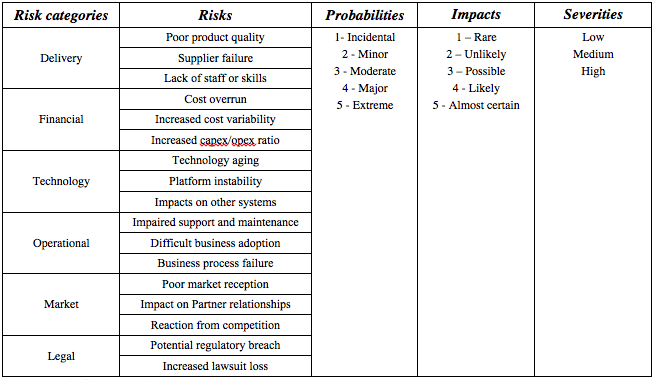 Risk categories Risks Probabilities Impacts Severities
Delivery
Poor product quality
Supplier failure
Lack of staff or skills
Financial
Cost overrun
Increased cost variability
Increased capex/opex ratio
Technology
Technology aging
Platform instability
Impacts on other systems
Operational
Impaired support and maintenance
Difficult business adoption
Business process failure
Market
Poor market reception
Impact on Partner relationships
Reaction from competition
Legal
Potential regulatory breach
Increased lawsuit loss
1- Incidental
2 - Minor
3 - Moderate
4 - Major
5 - Extreme
1 – Rare
2 – Unlikely
3 – Possible
4 - Likely
5 - Almost certain
Low
Medium
High